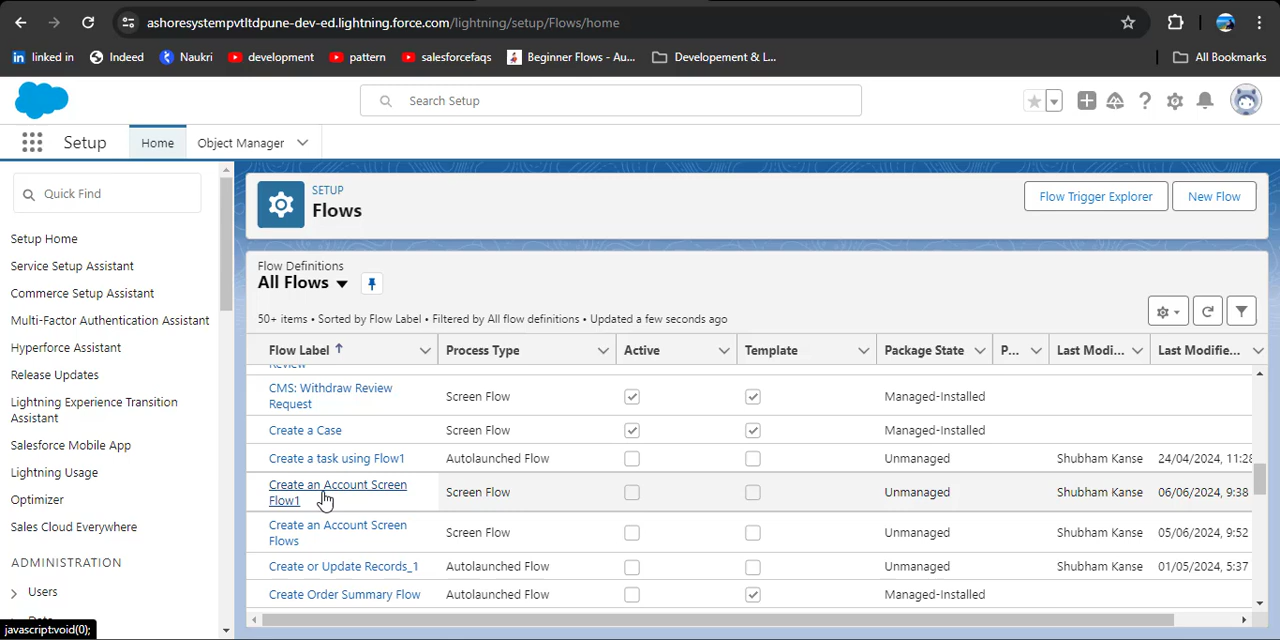 ashoresystempvtltdpune-dev-ed.lightning.force.com/lightning/setup/Flows/home
linked in Indeed Naukri development pattern salesforcefaqs Beginner Flows - Au... Developement & L... All Bookmarks
Search Setup
Setup Home Object Manager
Quick Find
Setup Home
Service Setup Assistant
Commerce Setup Assistant
Multi-Factor Authentication Assistant
Hyperforce Assistant
Release Updates
Lightning Experience Transition
Assistant
Salesforce Mobile App
Lightning Usage
Optimizer
Sales Cloud Everywhere
ADMINISTRATION
Users
javascript:void(0);
SETUP
Flows
Flow Trigger Explorer New Flow
Flow Definitions
All Flows
50+ items • Sorted by Flow Label • Filtered by All flow definitions • Updated a few seconds ago
Flow Label Process Type Active Template Package State P... Last Modi... Last Modifie...
Review
CMS: Withdraw Review
Request Screen Flow Managed-Installed
Create a Case Screen Flow Managed-Installed
Create a task using Flow1 Autolaunched Flow Unmanaged Shubham Kanse 24/04/2024, 11:28
Create an Account Screen
Flow1 Screen Flow Unmanaged Shubham Kanse 06/06/2024, 9:38
Create an Account Screen
Flows Screen Flow Unmanaged Shubham Kanse 05/06/2024, 9:52
Create or Update Records_1 Autolaunched Flow Unmanaged Shubham Kanse 01/05/2024, 5:37
Create Order Summary Flow Autolaunched Flow Managed-Installed